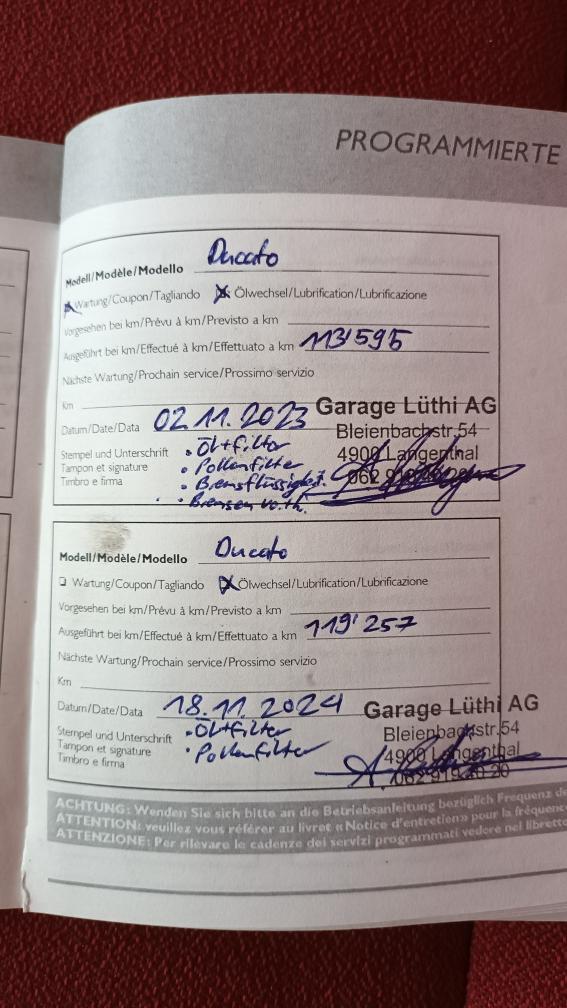 PROGRAMMIERTE
Modell/Modèle/Modello Ducato
Wartung/Coupon/Tagliando Ölwechsel/Lubrification/Lubrificazione
Vorgesehen bei km/Prévu à km/Previsto a km
Ausgeführt bei km/Effectué à km/Effettuato a km 113'595
Nächste Wartung/Prochain service/Prossimo servizio
Km
Datum/Date/Data 02.11.2023 Garage Lüthi AG
Bleienbachstr.54
Stempel und Unterschrift • Öl+filter
4900 Langenthal
Tampon et signature • Pollenfilter
062
Timbro e firma • Bremsflüssigkeit.
• Bremsen
Modell/Modèle/Modello Ducato
Wartung/Coupon/Tagliando Ölwechsel/Lubrification/Lubrificazione
Vorgesehen bei km/Prévu à km/Previsto a km
Ausgeführt bei km/Effectué à km/Effettuato a km 119'257
Nächste Wartung/Prochain service/Prossimo servizio
Km
Datum/Date/Data 18.11.2024 Garage Lüthi AG
Stempel und Unterschrift • Öl+filter Bleienbachstr.54
Tampon et signature • Pollenfilter 4900 Langenthal
Timbro e firma 062 919 20 20
ACHTUNG: Wenden Sie sich bitte an die Betriebsanleitung bezüglich Frequenz
ATTENTION: veuillez vous référer au livret « Notice d'entretien » pour la
ATTENZIONE: Per rilevare le cadenze dei servizi programmati vedere nel